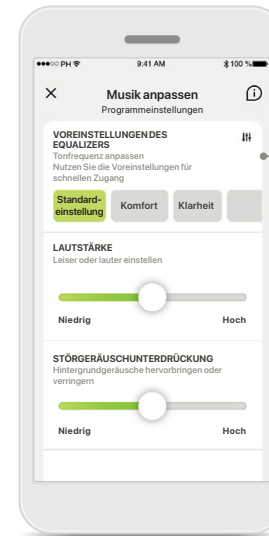 ●●●○○ PH 9:41 AM 100 %
Musik anpassen
Programmeinstellungen
VOREINSTELLUNGEN DES
EQUALIZERS
Tonfrequenz anpassen
Nutzen Sie die Voreinstellungen für
schnellen Zugang
Standard-
einstellung
Komfort
Klarheit
LAUTSTÄRKE
Leiser oder lauter einstellen
Niedrig Hoch
STÖRGERÄUSCHUNTERDRÜCKUNG
Hintergrundgeräusche hervorbringen oder
verringern
Niedrig Hoch